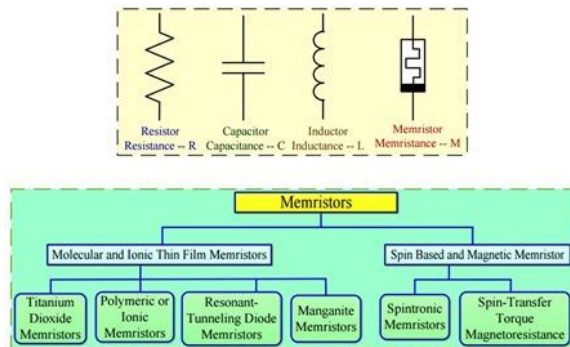 Resistor
Resistance -- R
Capacitor
Capacitance -- C
Inductor
Inductance -- L
Memristor
Memristance -- M
Memristors
Molecular and Ionic Thin Film Memristors
Spin Based and Magnetic Memristor
Titanium
Dioxide
Memristors
Polymeric or
Ionic
Memristors
Resonant-
Tunneling Diode
Memristors
Manganite
Memristors
Spintronic
Memristors
Spin-Transfer
Torque
Magnetoresistance